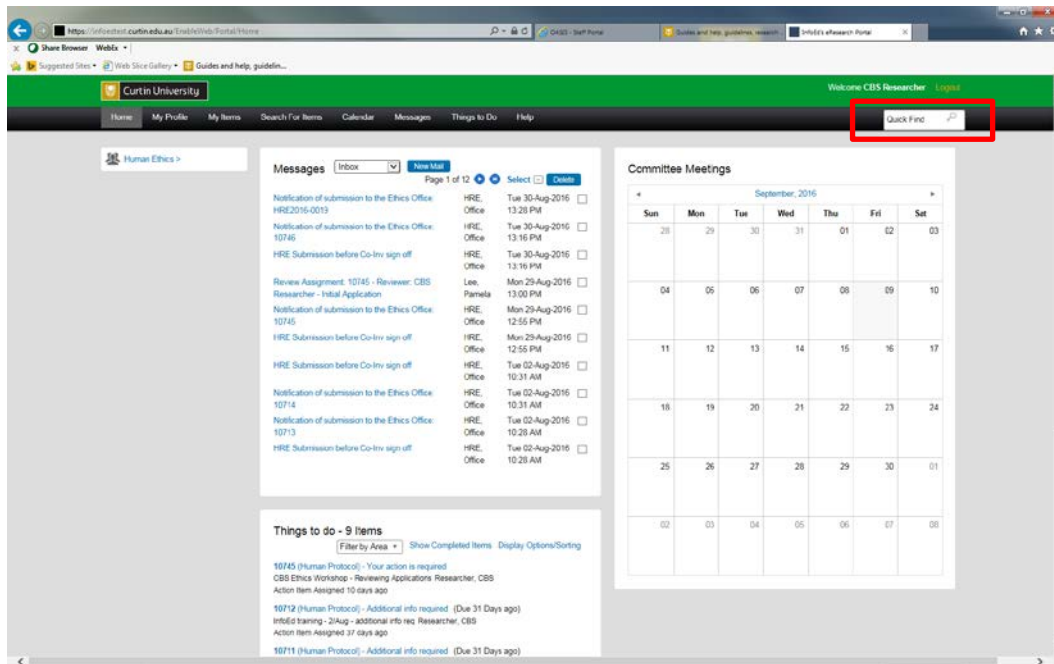 https://infoedtest.curtin.edu.au/EnableWeb/Portal/Home
OASIS - Staff Portal
Guides and help, guidelines, research ...
InfoEd's eResearch Portal
x Share Browser WebEx
Suggested Sites
Web Slice Gallery
Guides and help, guidelin...
Curtin University
Welcome CBS Researcher Logout
Home My Profile My Items Search For Items Calendar Messages Things to Do Help
Quick Find
Human Ethics >
Messages Inbox New Mail
Page 1 of 12 Select Delete
Notification of submission to the Ethics Office: HRE, Tue 30-Aug-2016
HRE2016-0019 Office 13:28 PM
Notification of submission to the Ethics Office: HRE, Tue 30-Aug-2016
10746 Office 13:16 PM
HRE Submission before Co-Inv sign off HRE, Tue 30-Aug-2016
Office 13:16 PM
Review Assignment: 10745 - Reviewer: CBS Lee, Mon 29-Aug-2016
Researcher - Initial Application Pamela 13:00 PM
Notification of submission to the Ethics Office: HRE, Mon 29-Aug-2016
10745 Office 12:55 PM
HRE Submission before Co-Inv sign off HRE, Mon 29-Aug-2016
Office 12:55 PM
HRE Submission before Co-Inv sign off HRE, Tue 02-Aug-2016
Office 10:31 AM
Notification of submission to the Ethics Office: HRE, Tue 02-Aug-2016
10714 Office 10:31 AM
Notification of submission to the Ethics Office: HRE, Tue 02-Aug-2016
10713 Office 10:28 AM
HRE Submission before Co-Inv sign off HRE, Tue 02-Aug-2016
Office 10:28 AM
Things to do - 9 Items
Filter by Area Show Completed Items Display Options/Sorting
10745 (Human Protocol) - Your action is required
CBS Ethics Workshop - Reviewing Applications Researcher, CBS
Action Item Assigned 10 days ago
10712 (Human Protocol) - Additional info required (Due 31 Days ago)
InfoEd training - 2/Aug - additional info req Researcher, CBS
Action Item Assigned 37 days ago
10711 (Human Protocol) - Additional info required (Due 31 Days ago)
Committee Meetings
September, 2016
Sun Mon Tue Wed Thu Fri Sat
28 29 30 31 01 02 03
04 05 06 07 08 09 10
11 12 13 14 15 16 17
18 19 20 21 22 23 24
25 26 27 28 29 30 01
02 03 04 05 06 07 08